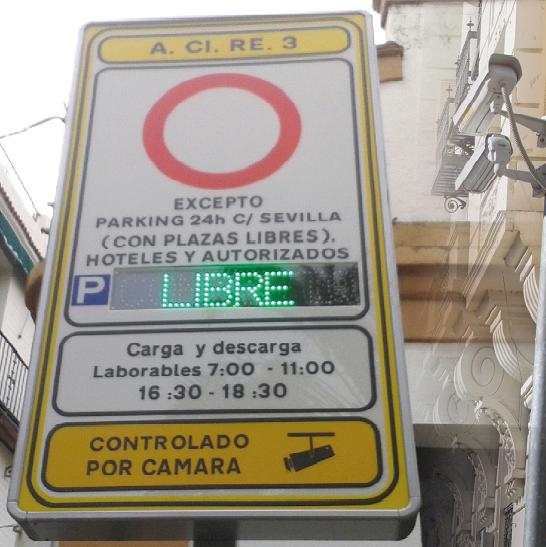 A. CI. RE. 3
EXCEPTO
PARKING 24h C/ SEVILLA
(CON PLAZAS LIBRES),
HOTELES Y AUTORIZADOS
P LIBRE
Carga y descarga
Laborables 7:00 - 11:00
16:30 - 18:30
CONTROLADO
POR CAMARA